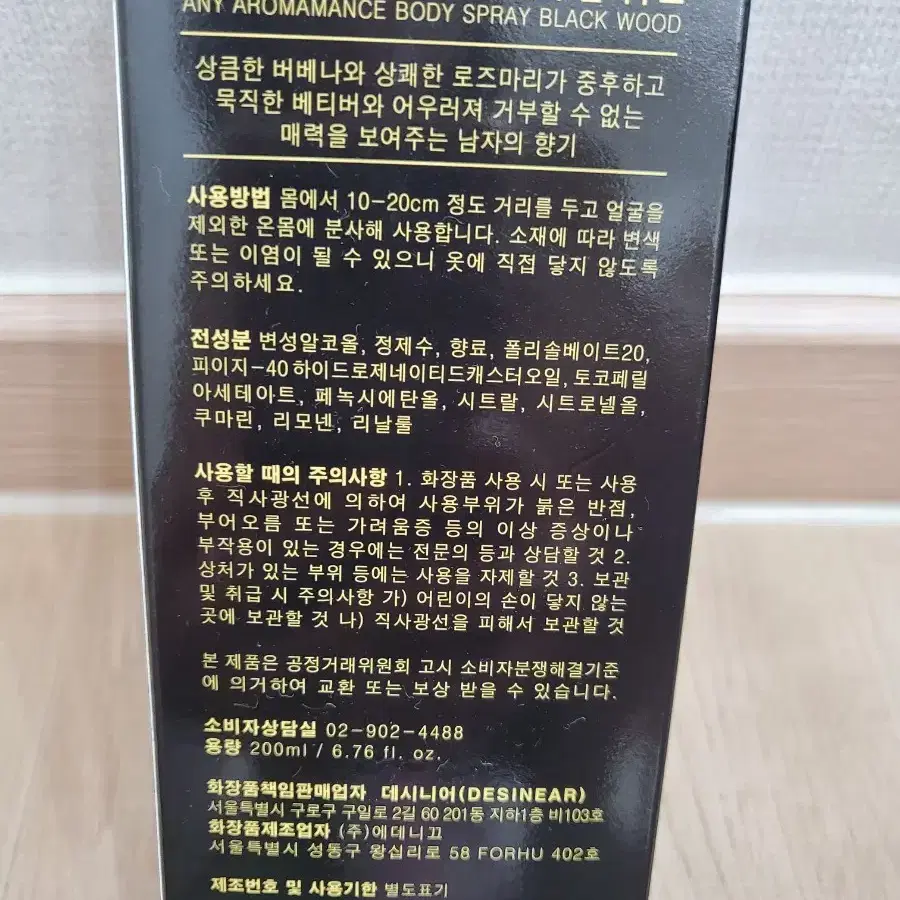 ANY AROMAMANCE BODY SPRAY BLACK WOOD
상큼한 버베나와 상쾌한 로즈마리가 중후하고
묵직한 베티버와 어우러져 거부할 수 없는
매력을 보여주는 남자의 향기
사용방법 몸에서 10-20cm 정도 거리를 두고 얼굴을
제외한 온몸에 분사해 사용합니다. 소재에 따라 변색
또는 이염이 될 수 있으니 옷에 직접 닿지 않도록
주의하세요.
전성분 변성알코올, 정제수, 향료, 폴리솔베이트20,
피이지-40하이드로제네이티드캐스터오일, 토코페릴
아세테아트, 페녹시에탄올, 시트랄, 시트로넬올,
쿠마린, 리모넨, 리날룰
사용할 때의 주의사항 1. 화장품 사용 시 또는 사용
후 직사광선에 의하여 사용부위가 붉은 반점,
부어오름 또는 가려움증 등의 이상 증상이나
부작용이 있는 경우에는 전문의 등과 상담할 것 2.
상처가 있는 부위 등에는 사용을 자제할 것 3. 보관
및 취급 시 주의사항 가) 어린이의 손이 닿지 않는
곳에 보관할 것 나) 직사광선을 피해서 보관할 것
본 제품은 공정거래위원회 고시 소비자분쟁해결기준
에 의거하여 교환 또는 보상 받을 수 있습니다.
소비자상담실 02-902-4488
용량 200ml / 6.76 fl. oz.
화장품책임판매업자 데시니어(DESINEAR)
서울특별시 구로구 구일로 2길 60 201동 지하1층 비103호
화장품제조업자 (주)에데니끄
서울특별시 성동구 왕십리로 58 FORHU 402호
제조번호 및 사용기한 별도표기